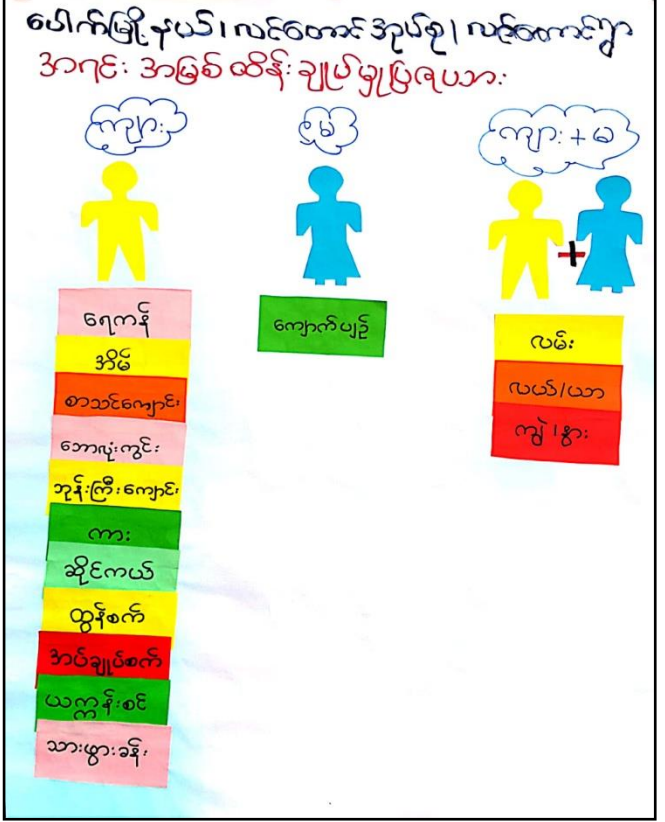 ပေါက်မြို့နယ်၊ လင်တောင်အုပ်စု၊ လင်တောင်ရွာ
အရင်းအမြစ်ထိန်းချုပ်မှုပြဇယား
ကျား
မ
ကျား + မ
ရေကန်
အိမ်
စာသင်ကျောင်း
ဘောလုံးကွင်း
ဘုန်းကြီးကျောင်း
ကား
ဆိုင်ကယ်
ထွန်စက်
အပ်ချုပ်စက်
ယက္ကန်းစင်
သားဖွားခန်း
ကျောက်ပျဉ်
လမ်း
လယ်/ယာ
ကျွဲ၊နွား